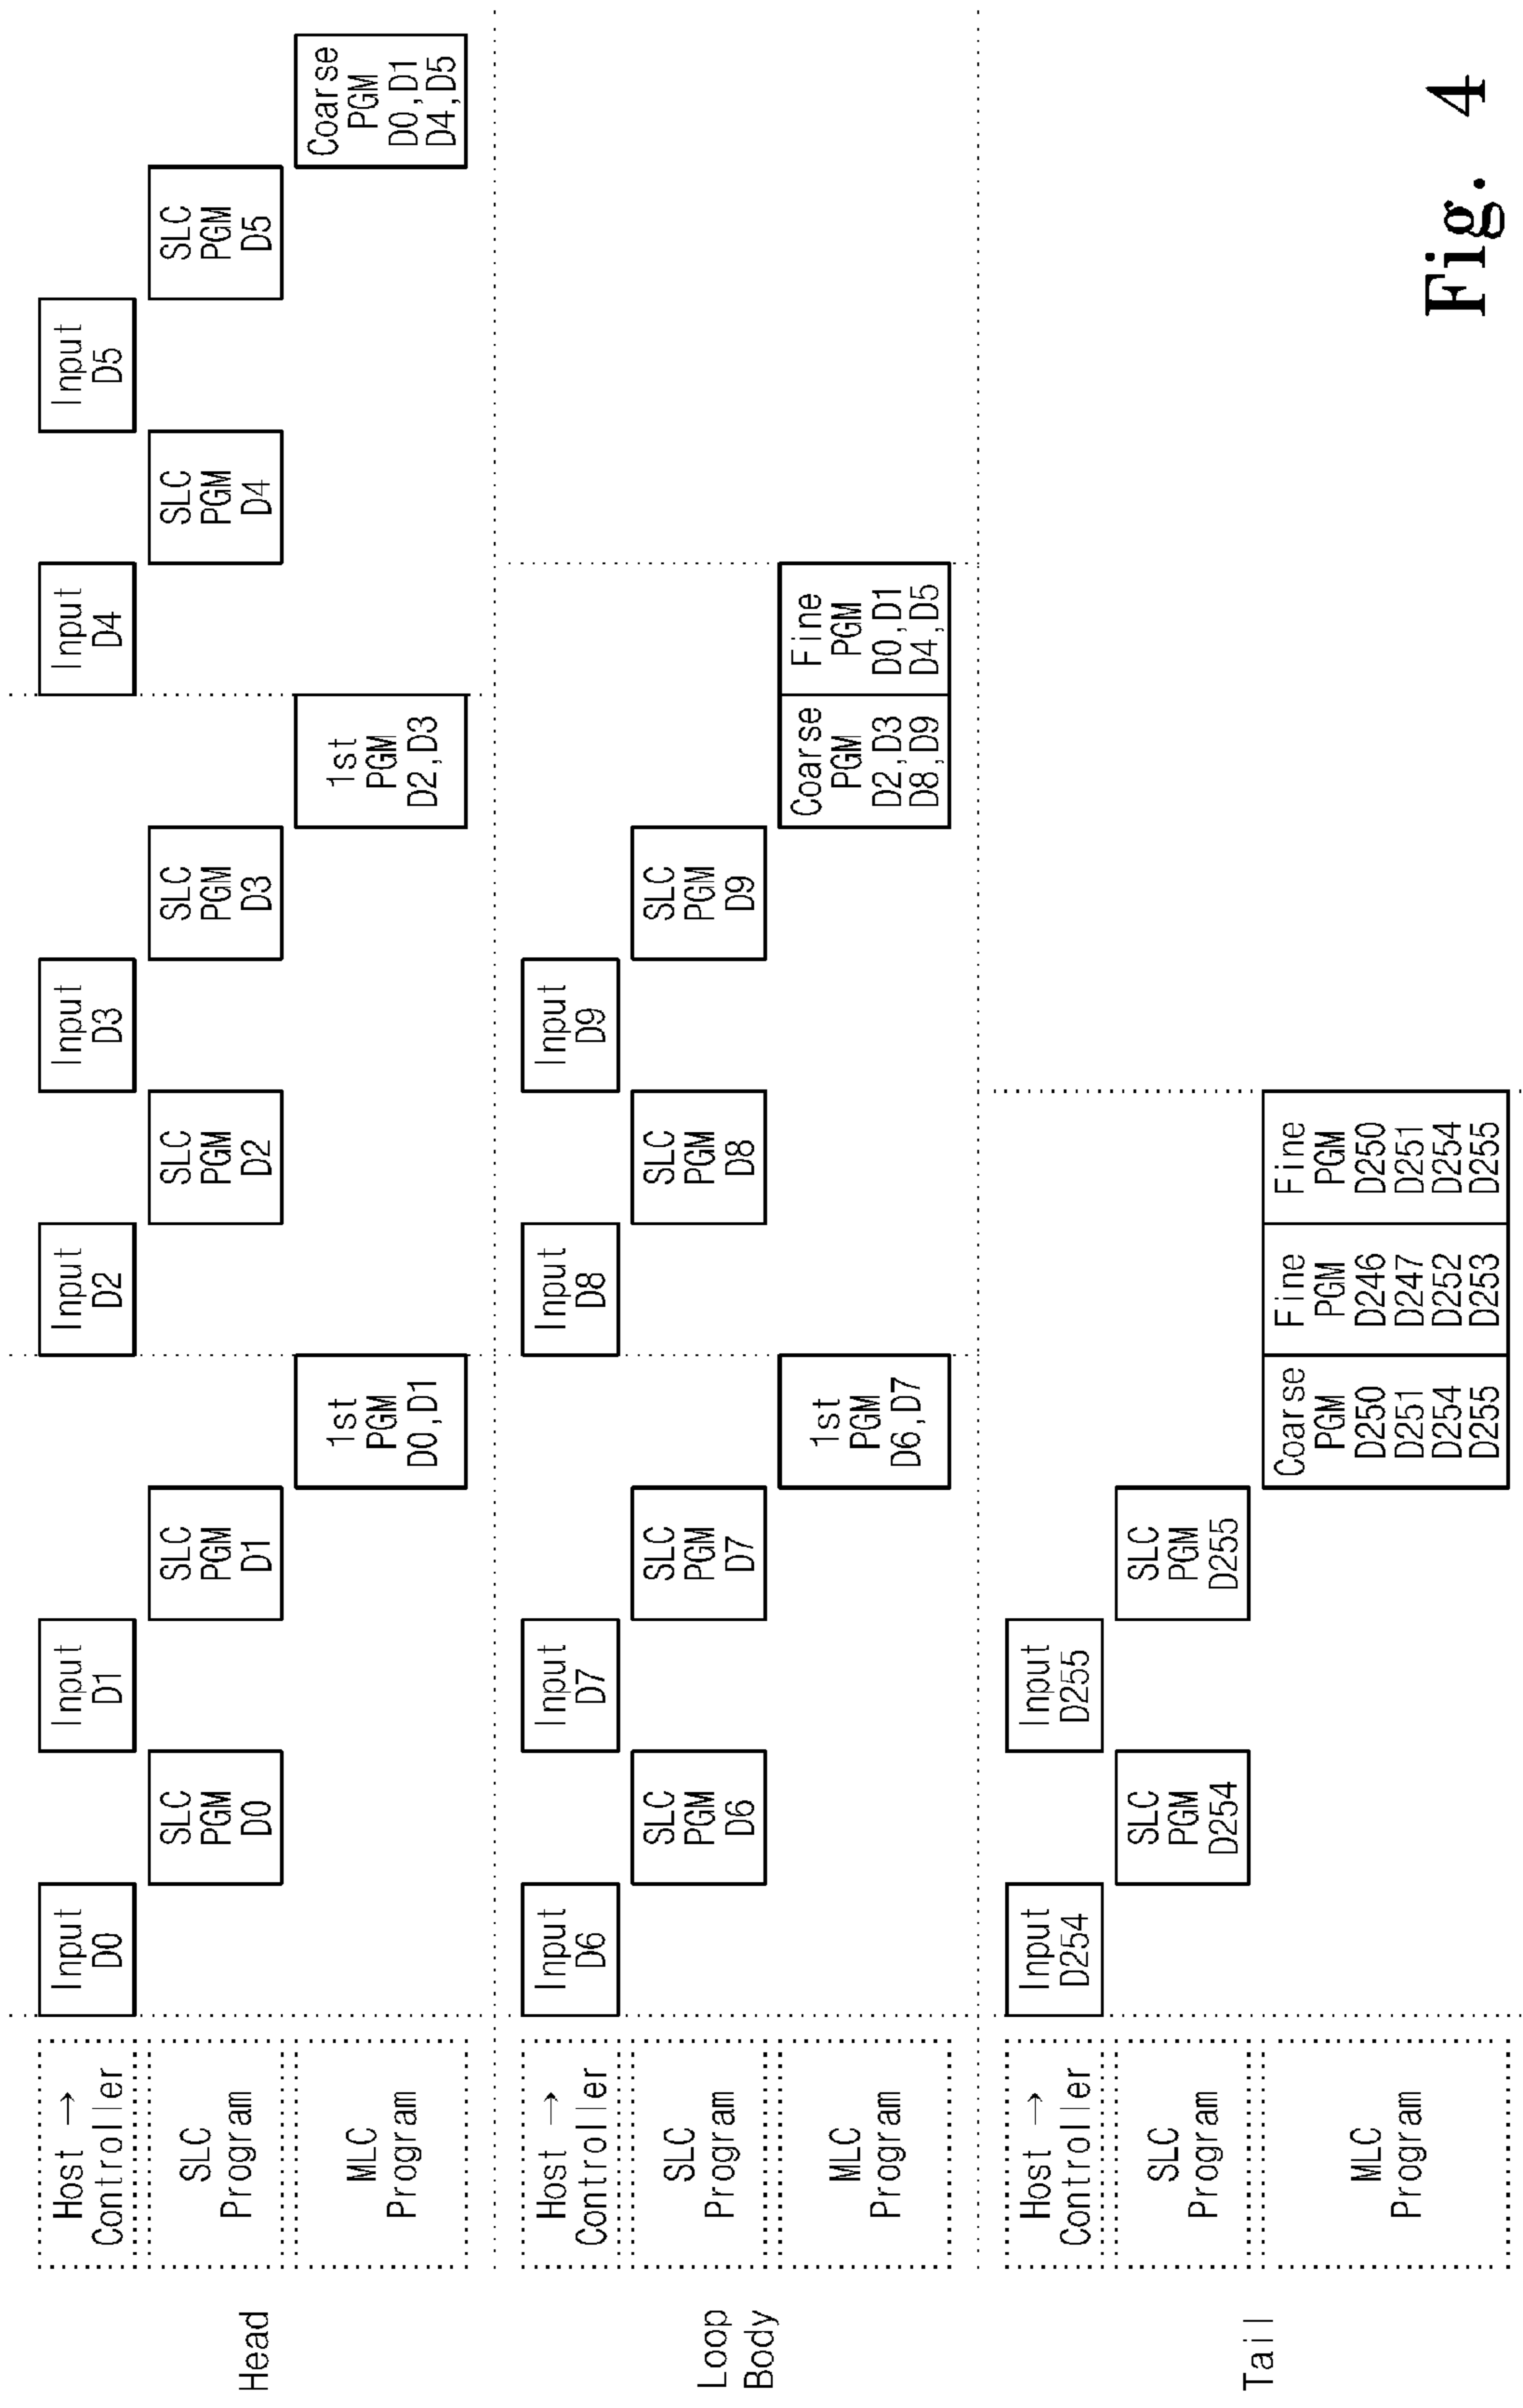 Head
Host →
Controller
Input
D0
Input
D1
Input
D2
Input
D3
Input
D4
Input
D5
SLC
Program
SLC
PGM
D0
SLC
PGM
D1
SLC
PGM
D2
SLC
PGM
D3
SLC
PGM
D4
SLC
PGM
D5
MLC
Program
1st
PGM
D0,D1
1st
PGM
D2,D3
Coarse
PGM
D0,D1
D4,D5
Loop
Body
Host →
Controller
Input
D6
Input
D7
Input
D8
Input
D9
SLC
Program
SLC
PGM
D6
SLC
PGM
D7
SLC
PGM
D8
SLC
PGM
D9
MLC
Program
1st
PGM
D6,D7
Coarse
PGM
D2,D3
D8,D9
Fine
PGM
D0,D1
D4,D5
Tail
Host →
Controller
Input
D254
Input
D255
SLC
Program
SLC
PGM
D254
SLC
PGM
D255
MLC
Program
Coarse
PGM
D250
D251
D254
D255
Fine
PGM
D246
D247
D252
D253
Fine
PGM
D250
D251
D254
D255
Fig. 4